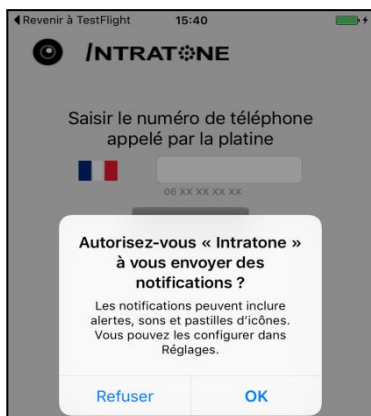 Revenir à TestFlight 15:40
INTRATONE
Saisir le numéro de téléphone
appelé par la platine
06 XX XX XX XX
Autorisez-vous « Intratone »
à vous envoyer des
notifications ?
Les notifications peuvent inclure
alertes, sons et pastilles d’icônes.
Vous pouvez les configurer dans
Réglages.
Refuser OK